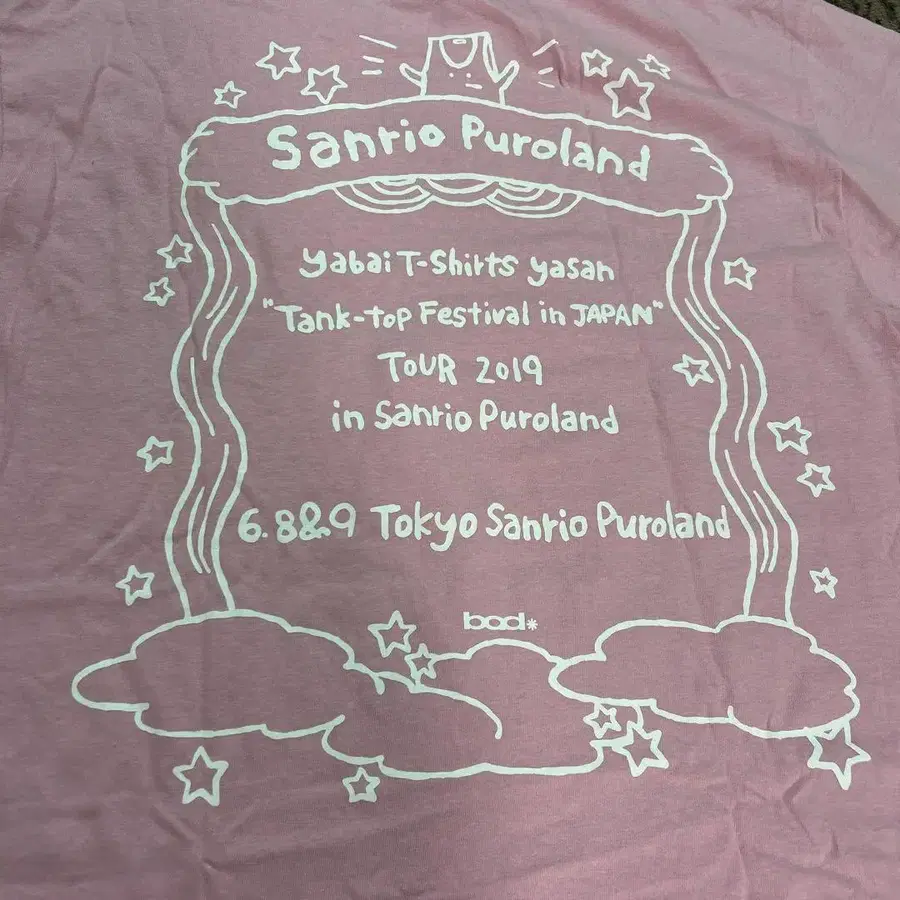 Sanrio Puroland
yabai T-Shirts yasan
"Tank-top Festival in JAPAN"
TOUR 2019
in Sanrio Puroland
6.8&9 Tokyo Sanrio Puroland
bod*